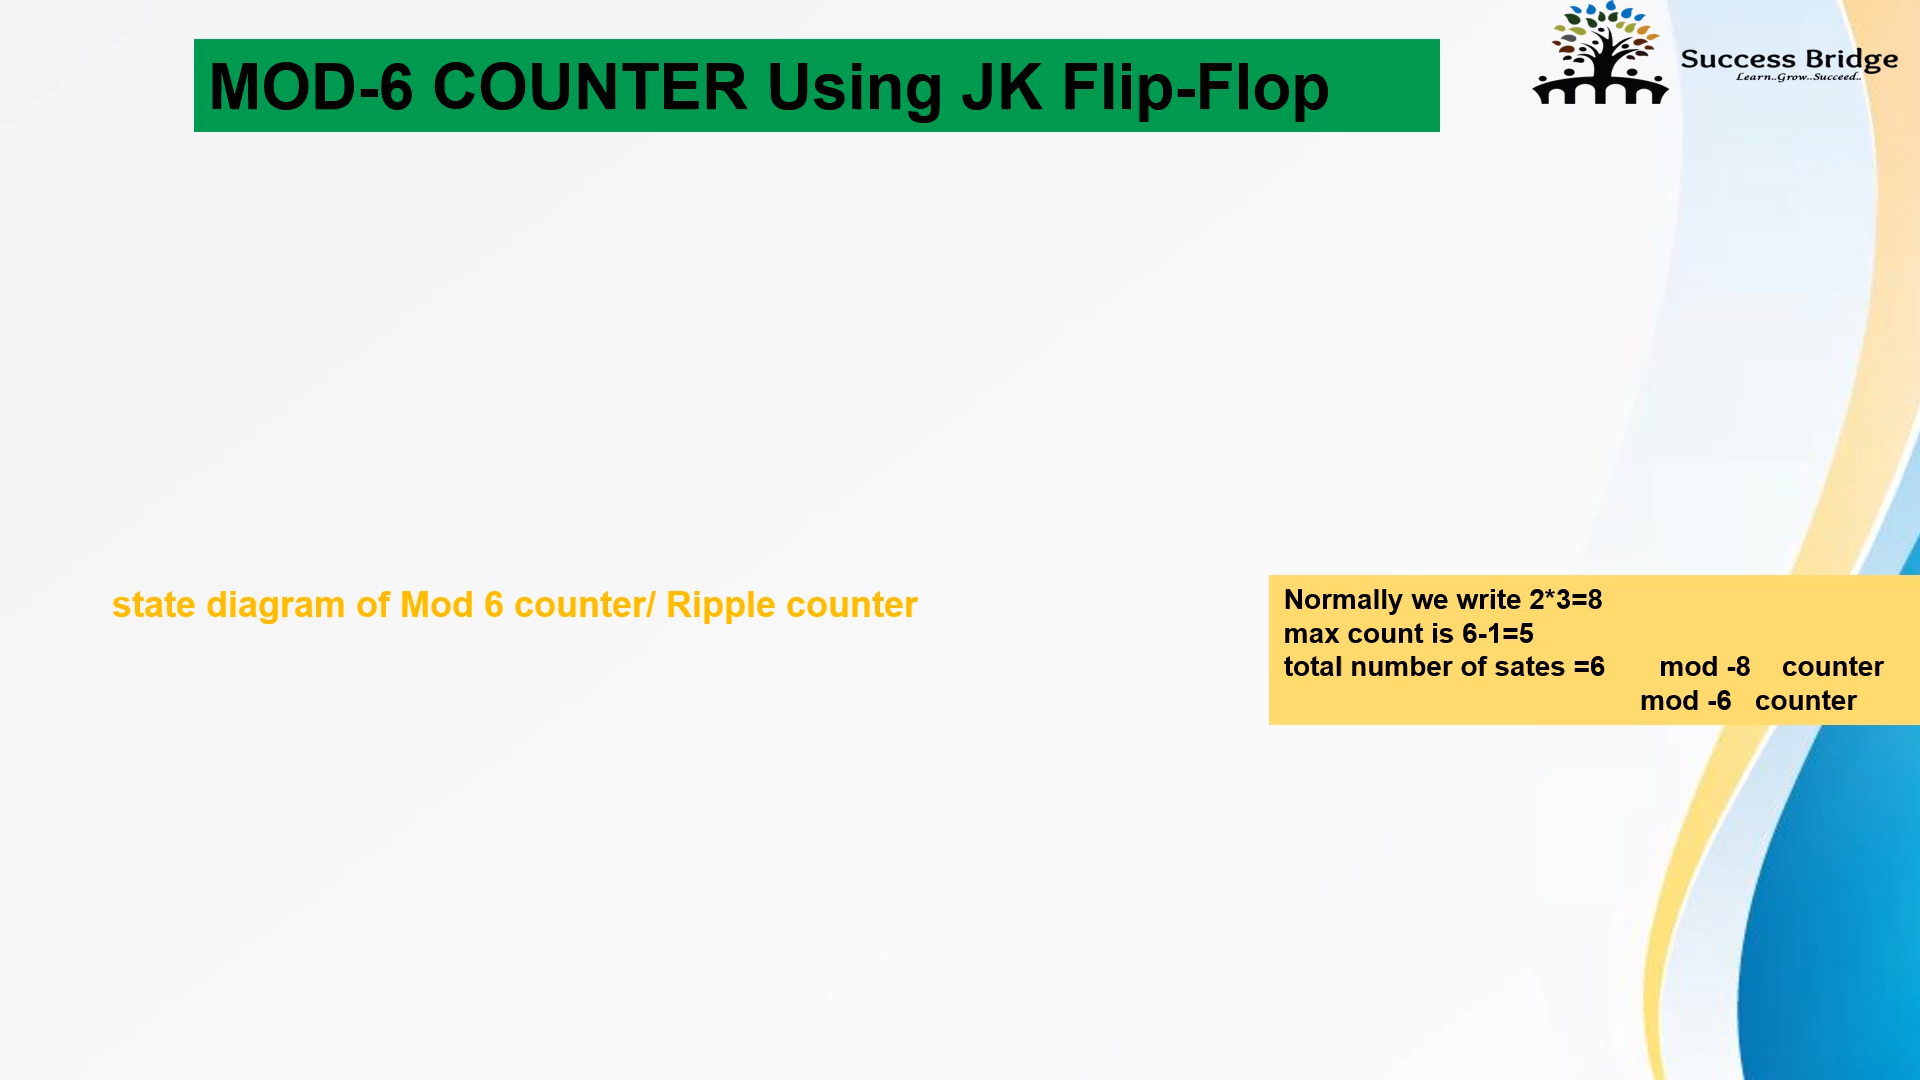 MOD-6 COUNTER Using JK Flip-Flop
Success Bridge
Learn..Grow..Succeed..
state diagram of Mod 6 counter/ Ripple counter
Normally we write 2*3=8
max count is 6-1=5
total number of sates =6 mod -8 counter
mod -6 counter